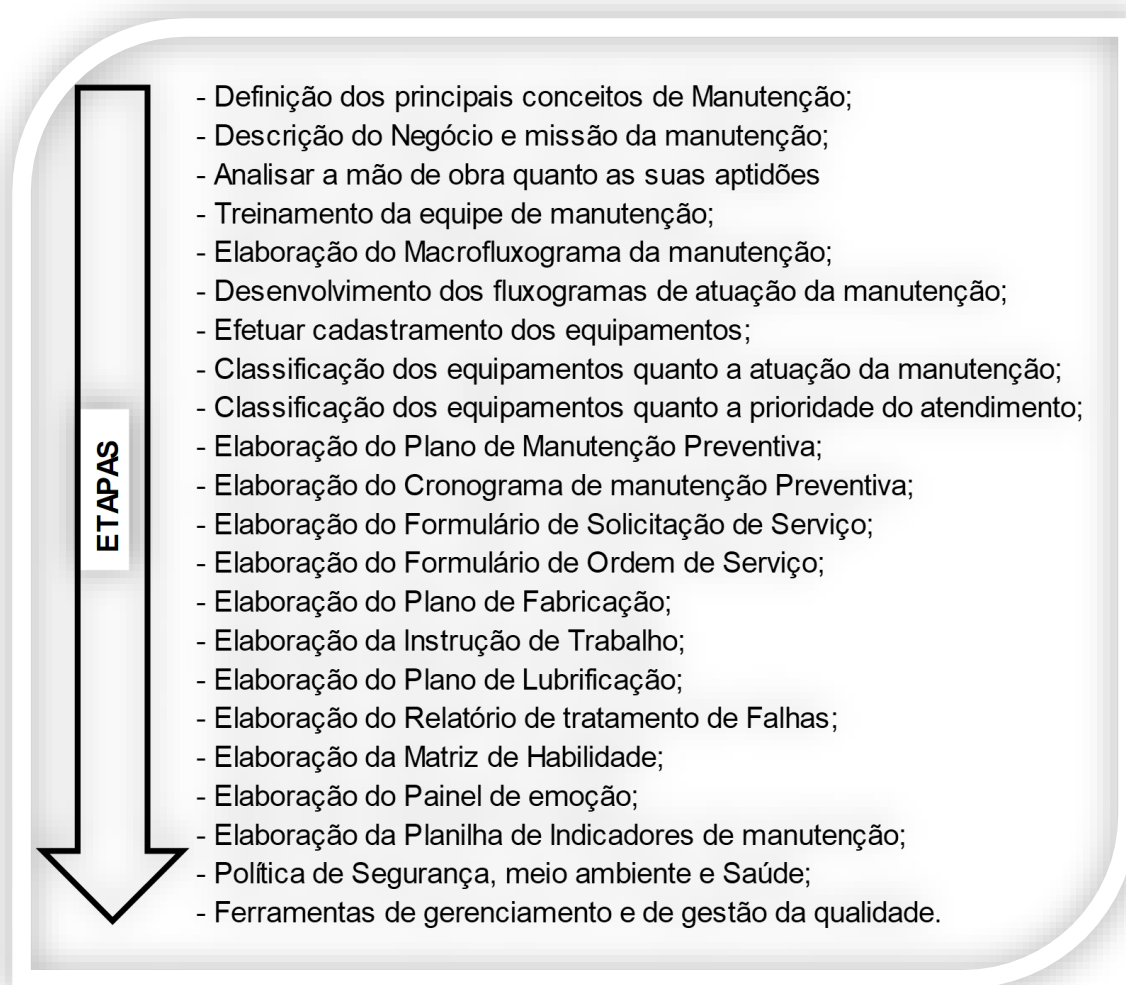 ETAPAS
- Definição dos principais conceitos de Manutenção;
- Descrição do Negócio e missão da manutenção;
- Analisar a mão de obra quanto as suas aptidões
- Treinamento da equipe de manutenção;
- Elaboração do Macrofluxograma da manutenção;
- Desenvolvimento dos fluxogramas de atuação da manutenção;
- Efetuar cadastramento dos equipamentos;
- Classificação dos equipamentos quanto a atuação da manutenção;
- Classificação dos equipamentos quanto a prioridade do atendimento;
- Elaboração do Plano de Manutenção Preventiva;
- Elaboração do Cronograma de manutenção Preventiva;
- Elaboração do Formulário de Solicitação de Serviço;
- Elaboração do Formulário de Ordem de Serviço;
- Elaboração do Plano de Fabricação;
- Elaboração da Instrução de Trabalho;
- Elaboração do Plano de Lubrificação;
- Elaboração do Relatório de tratamento de Falhas;
- Elaboração da Matriz de Habilidade;
- Elaboração do Painel de emoção;
- Elaboração da Planilha de Indicadores de manutenção;
- Política de Segurança, meio ambiente e Saúde;
- Ferramentas de gerenciamento e de gestão da qualidade.